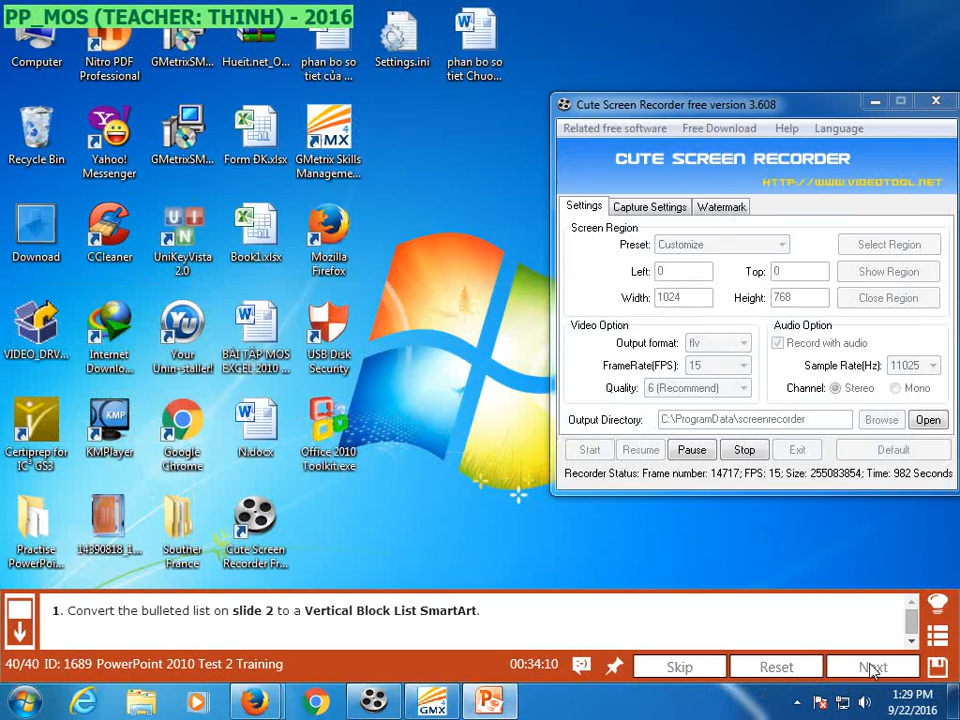 PP_MOS (TEACHER: THINH) - 2016
Computer
Nitro PDF
Professional
GMetrixSM...
Hueit.net_O...
phan bo so
tiet của ...
Settings.ini
phan bo so
tiet Chuo...
Recycle Bin
Yahoo!
Messenger
GMetrixSM...
Form ĐK.xlsx
GMetrix Skills
Manageme...
Downoad
CCleaner
UniKeyVista
2.0
Book1.xlsx
Mozilla
Firefox
VIDEO_DRV...
Internet
Downlo...
Your
Unin-staller!
BÀI TẬP MOS
EXCEL 2010 ...
USB Disk
Security
Certiprep for
IC³ GS3
KMPlayer
Google
Chrome
N.docx
Office 2010
Toolkit.exe
Practise
PowerPoi...
14390818_1...
Souther
France
Cute Screen
Recorder Fr...
Cute Screen Recorder free version 3.608
Related free software Free Download Help Language
CUTE SCREEN RECORDER
HTTP://WWW.VIDEOTOOL.NET
Settings Capture Settings Watermark
Screen Region
Preset: Customize Select Region
Left: 0 Top: 0 Show Region
Width: 1024 Height: 768 Close Region
Video Option Audio Option
Output format: flv Record with audio
FrameRate(FPS): 15 Sample Rate(Hz): 11025
Quality: 6 (Recommend) Channel: Stereo Mono
Output Directory: C:\ProgramData\screenrecorder Browse Open
Start Resume Pause Stop Exit Default
Recorder Status: Frame number: 14717; FPS: 15; Size: 255083854; Time: 982 Seconds
1. Convert the bulleted list on slide 2 to a Vertical Block List SmartArt.
40/40 ID: 1689 PowerPoint 2010 Test 2 Training 00:34:10 Skip Reset Next
GMX
1:29 PM
9/22/2016